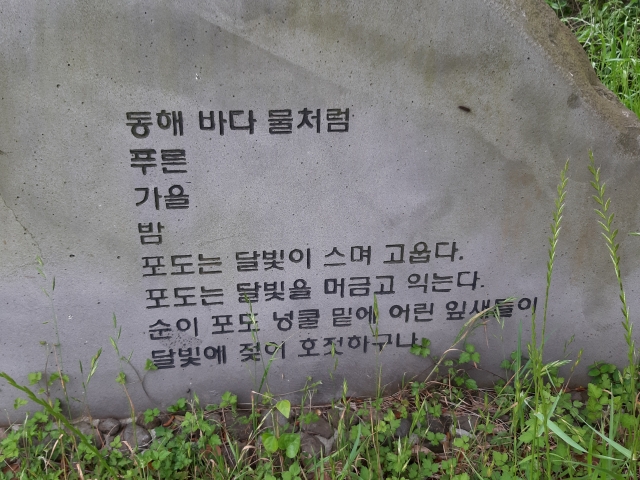 동해 바다 물처럼
푸른
가을
밤
포도는 달빛이 스며 고웁다.
포도는 달빛을 머금고 익는다.
순이 포도 넝쿨 밑에 어린 잎새들이
달빛에 젖어 호젓하구나